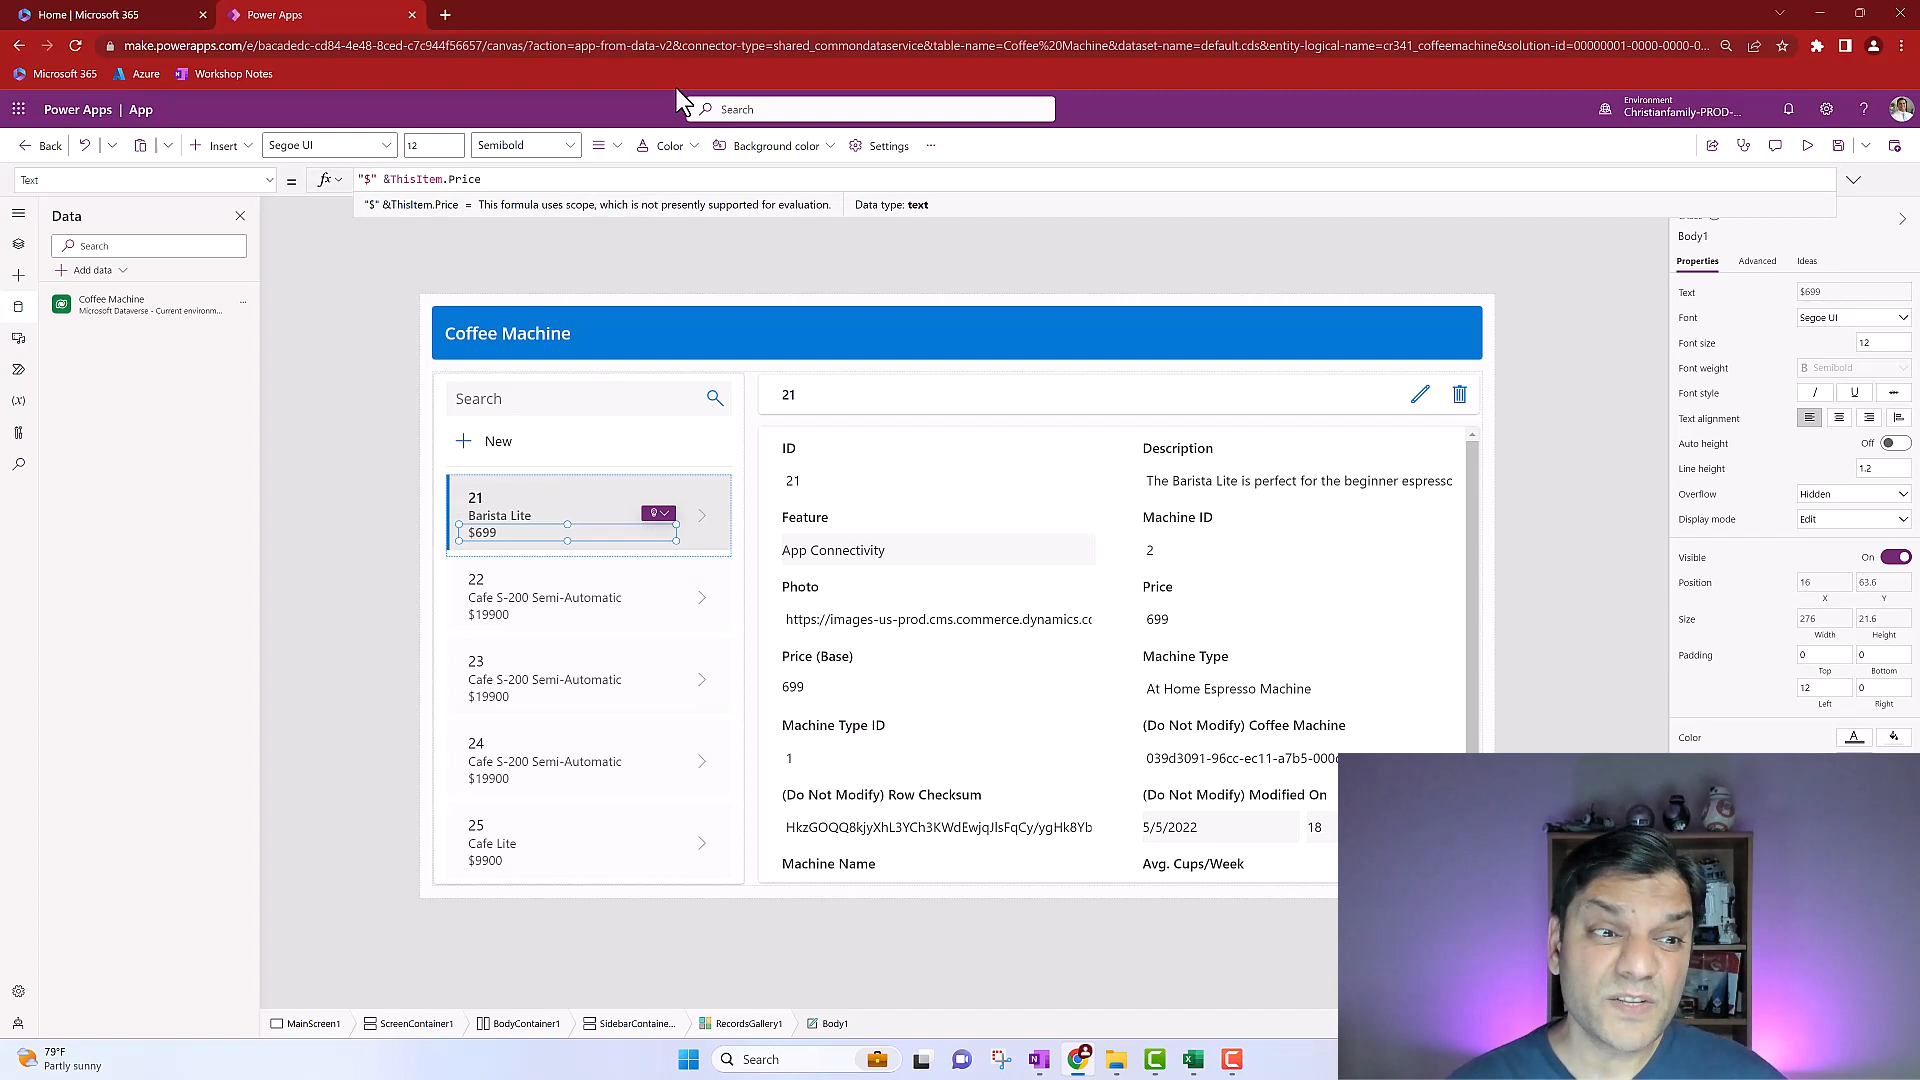 Home | Microsoft 365
Power Apps
make.powerapps.com/e/bacadedc-cd84-4e48-8ced-c7c944f56657/canvas/?action=app-from-data-v2&connector-type=shared_commondataservice&table-name=Coffee%20Machine&dataset-name=default.cds&entity-logical-name=cr341_coffeemachine&solution-id=00000001-0000-0000-0...
Microsoft 365
Azure
Workshop Notes
Power Apps | App
Search
Environment
Christianfamily-PROD-...
Back
Insert
Segoe UI
12
Semibold
Color
Background color
Settings
Text
=
fx
"$" &ThisItem.Price
"$" &ThisItem.Price = This formula uses scope, which is not presently supported for evaluation.
Data type: text
Data
Search
Add data
Coffee Machine
Microsoft Dataverse - Current environm...
Coffee Machine
Search
New
21
Barista Lite
$699
22
Cafe S-200 Semi-Automatic
$19900
23
Cafe S-200 Semi-Automatic
$19900
24
Cafe S-200 Semi-Automatic
$19900
25
Cafe Lite
$9900
21
ID
21
Description
The Barista Lite is perfect for the beginner espresso
Feature
App Connectivity
Machine ID
2
Photo
https://images-us-prod.cms.commerce.dynamics.co
Price
699
Price (Base)
699
Machine Type
At Home Espresso Machine
Machine Type ID
1
(Do Not Modify) Coffee Machine
039d3091-96cc-ec11-a7b5-000d
(Do Not Modify) Row Checksum
(Do Not Modify) Modified On
5/5/2022
18
Machine Name
Avg. Cups/Week
Body1
Properties
Advanced
Ideas
Text
$699
Font
Segoe UI
Font size
12
Font weight
B Semibold
Font style
Text alignment
Auto height
Off
Line height
1.2
Overflow
Hidden
Display mode
Edit
Visible
On
Position
16
63.6
X
Y
Size
276
21.6
Width
Height
Padding
0
0
Top
Bottom
12
0
Left
Right
Color
MainScreen1
ScreenContainer1
BodyContainer1
SidebarContaine...
RecordsGallery1
Body1
79°F
Partly sunny
Search